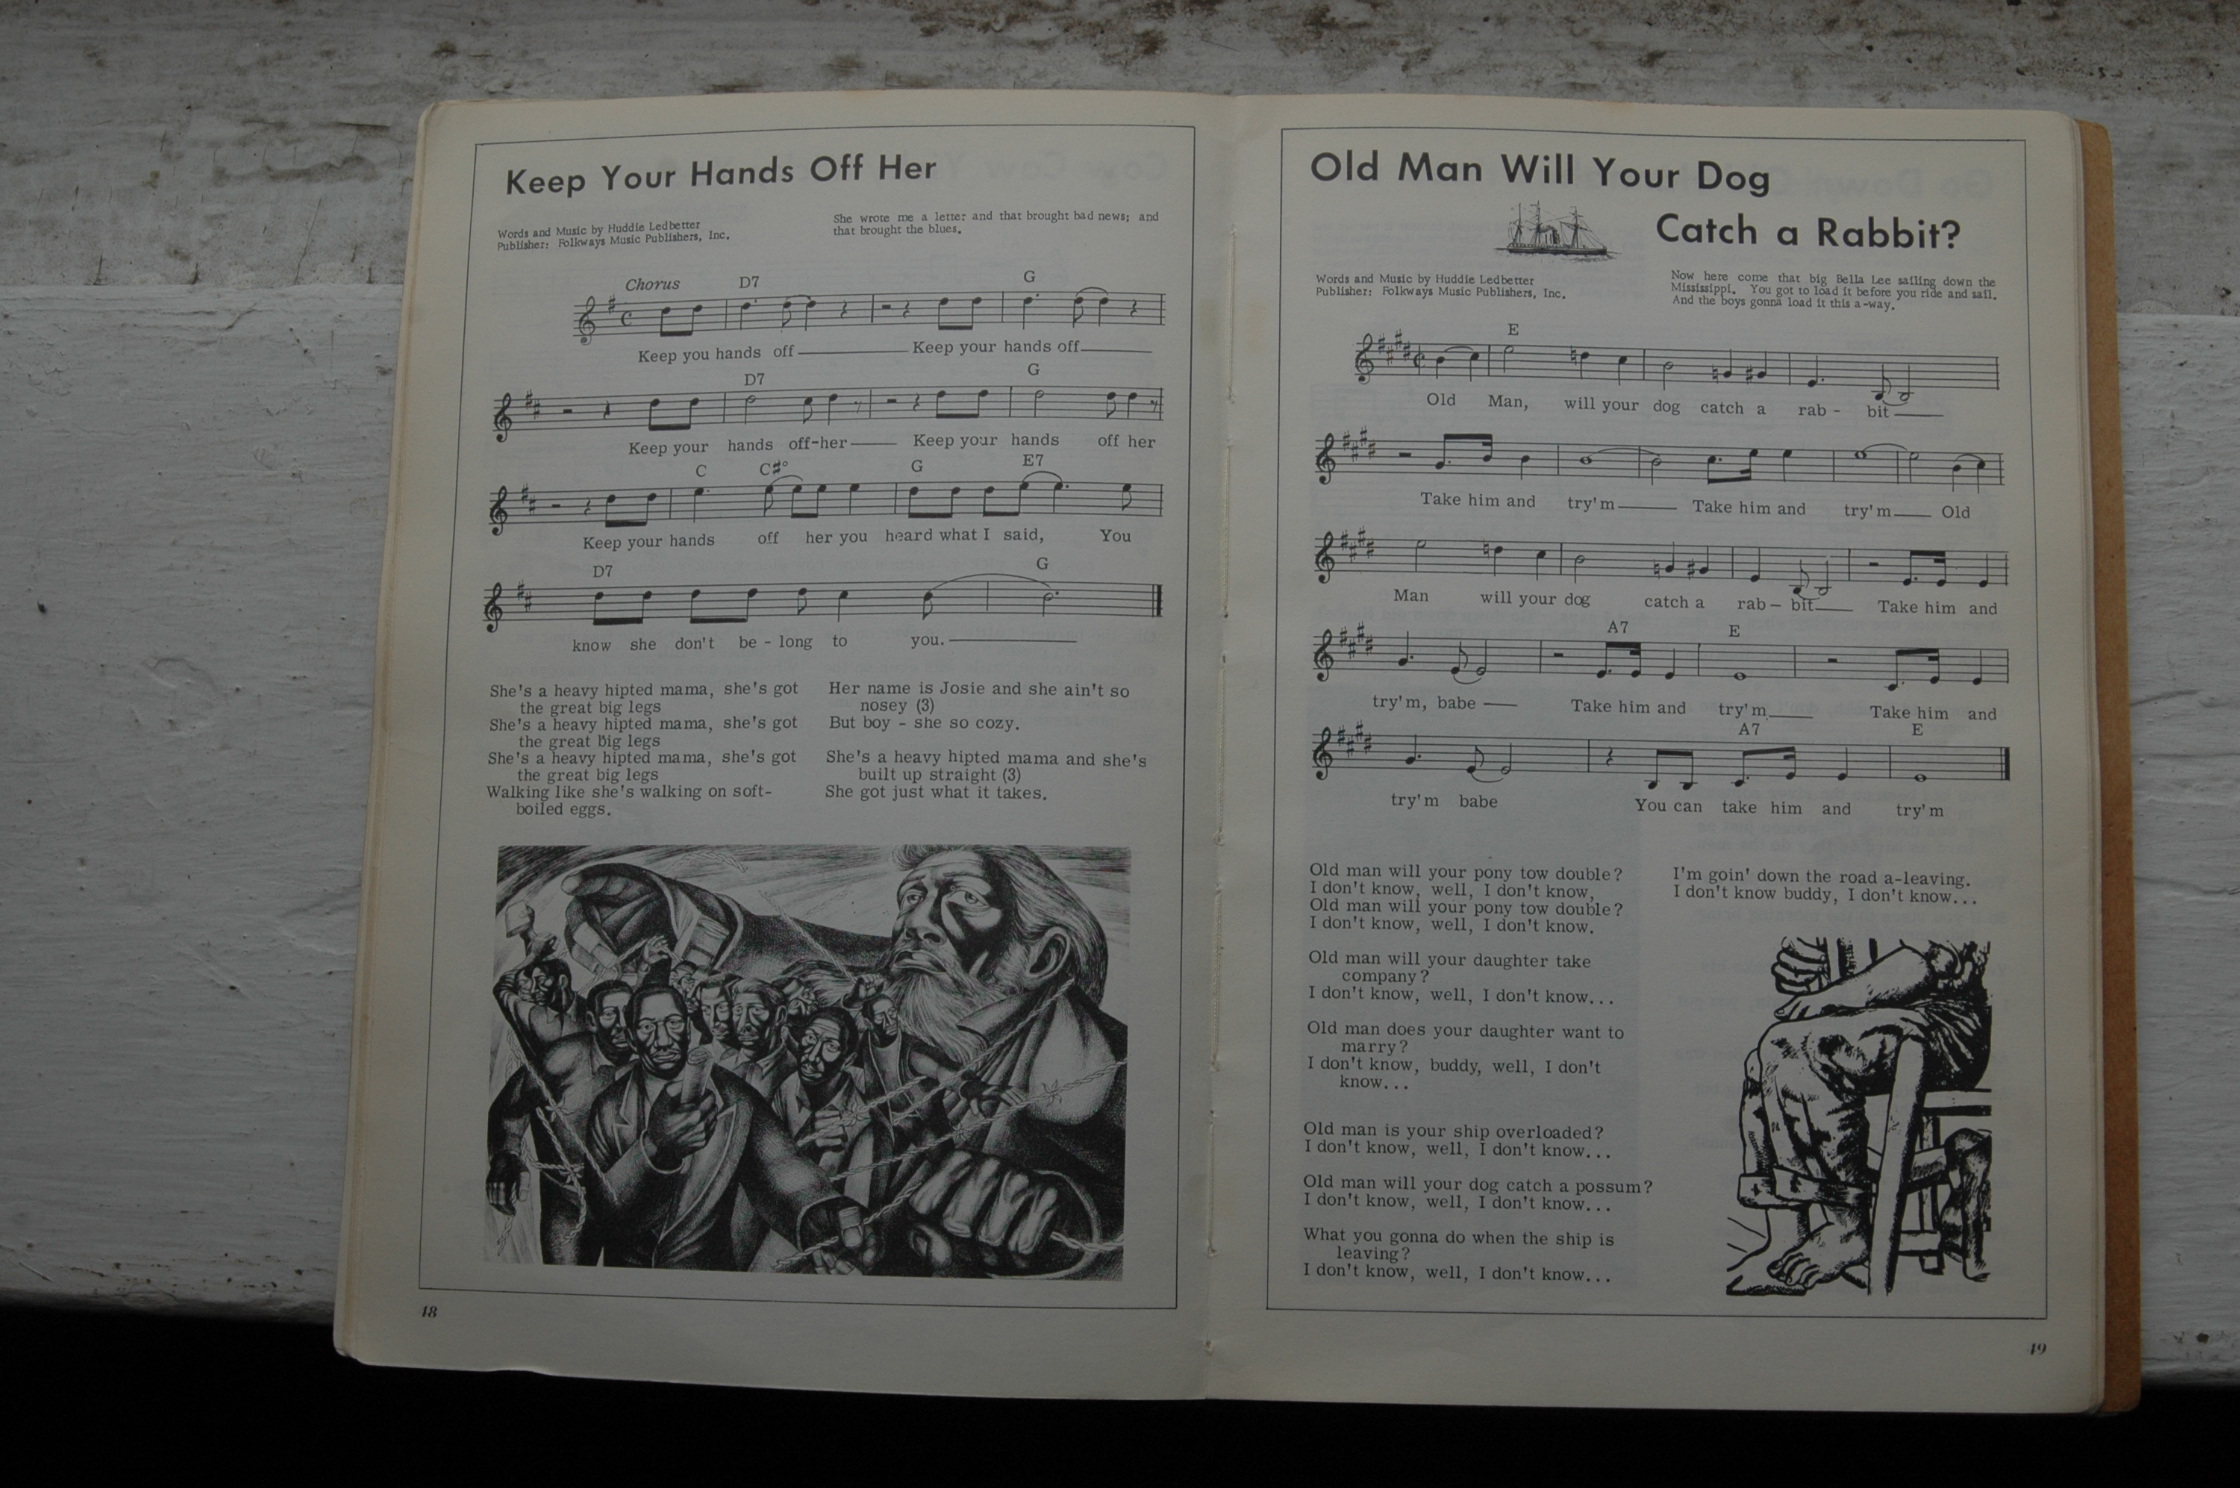 Keep Your Hands Off Her
Words and Music by Huddie Ledbetter
Publisher: Folkways Music Publishers, Inc.
She wrote me a letter and that brought bad news; and
that brought the blues.
Chorus D7 G
C
Keep you hands off Keep your hands off
D7 G
Keep your hands off-her Keep your hands off her
C C♯° G E7
Keep your hands off her you heard what I said, You
D7 G
know she don't be - long to you.
She's a heavy hipted mama, she's got
the great big legs
She's a heavy hipted mama, she's got
the great big legs
She's a heavy hipted mama, she's got
the great big legs
Walking like she's walking on soft-
boiled eggs.
Her name is Josie and she ain't so
nosey (3)
But boy - she so cozy.
She's a heavy hipted mama and she's
built up straight (3)
She got just what it takes.
18
Old Man Will Your Dog
Catch a Rabbit?
Words and Music by Huddie Ledbetter
Publisher: Folkways Music Publishers, Inc.
Now here come that big Bella Lee sailing down the
Mississippi. You got to load it before you ride and sail.
And the boys gonna load it this a-way.
E
C
Old Man, will your dog catch a rab - bit
Take him and try'm Take him and try'm Old
Man will your dog catch a rab - bit Take him and
A7 E
try'm, babe Take him and try'm Take him and
A7 E
try'm babe You can take him and try'm
Old man will your pony tow double?
I don't know, well, I don't know,
Old man will your pony tow double?
I don't know, well, I don't know.
Old man will your daughter take
company?
I don't know, well, I don't know...
Old man does your daughter want to
marry?
I don't know, buddy, well, I don't
know...
Old man is your ship overloaded?
I don't know, well, I don't know...
Old man will your dog catch a possum?
I don't know, well, I don't know...
What you gonna do when the ship is
leaving?
I don't know, well, I don't know...
I'm goin' down the road a-leaving.
I don't know buddy, I don't know...
19